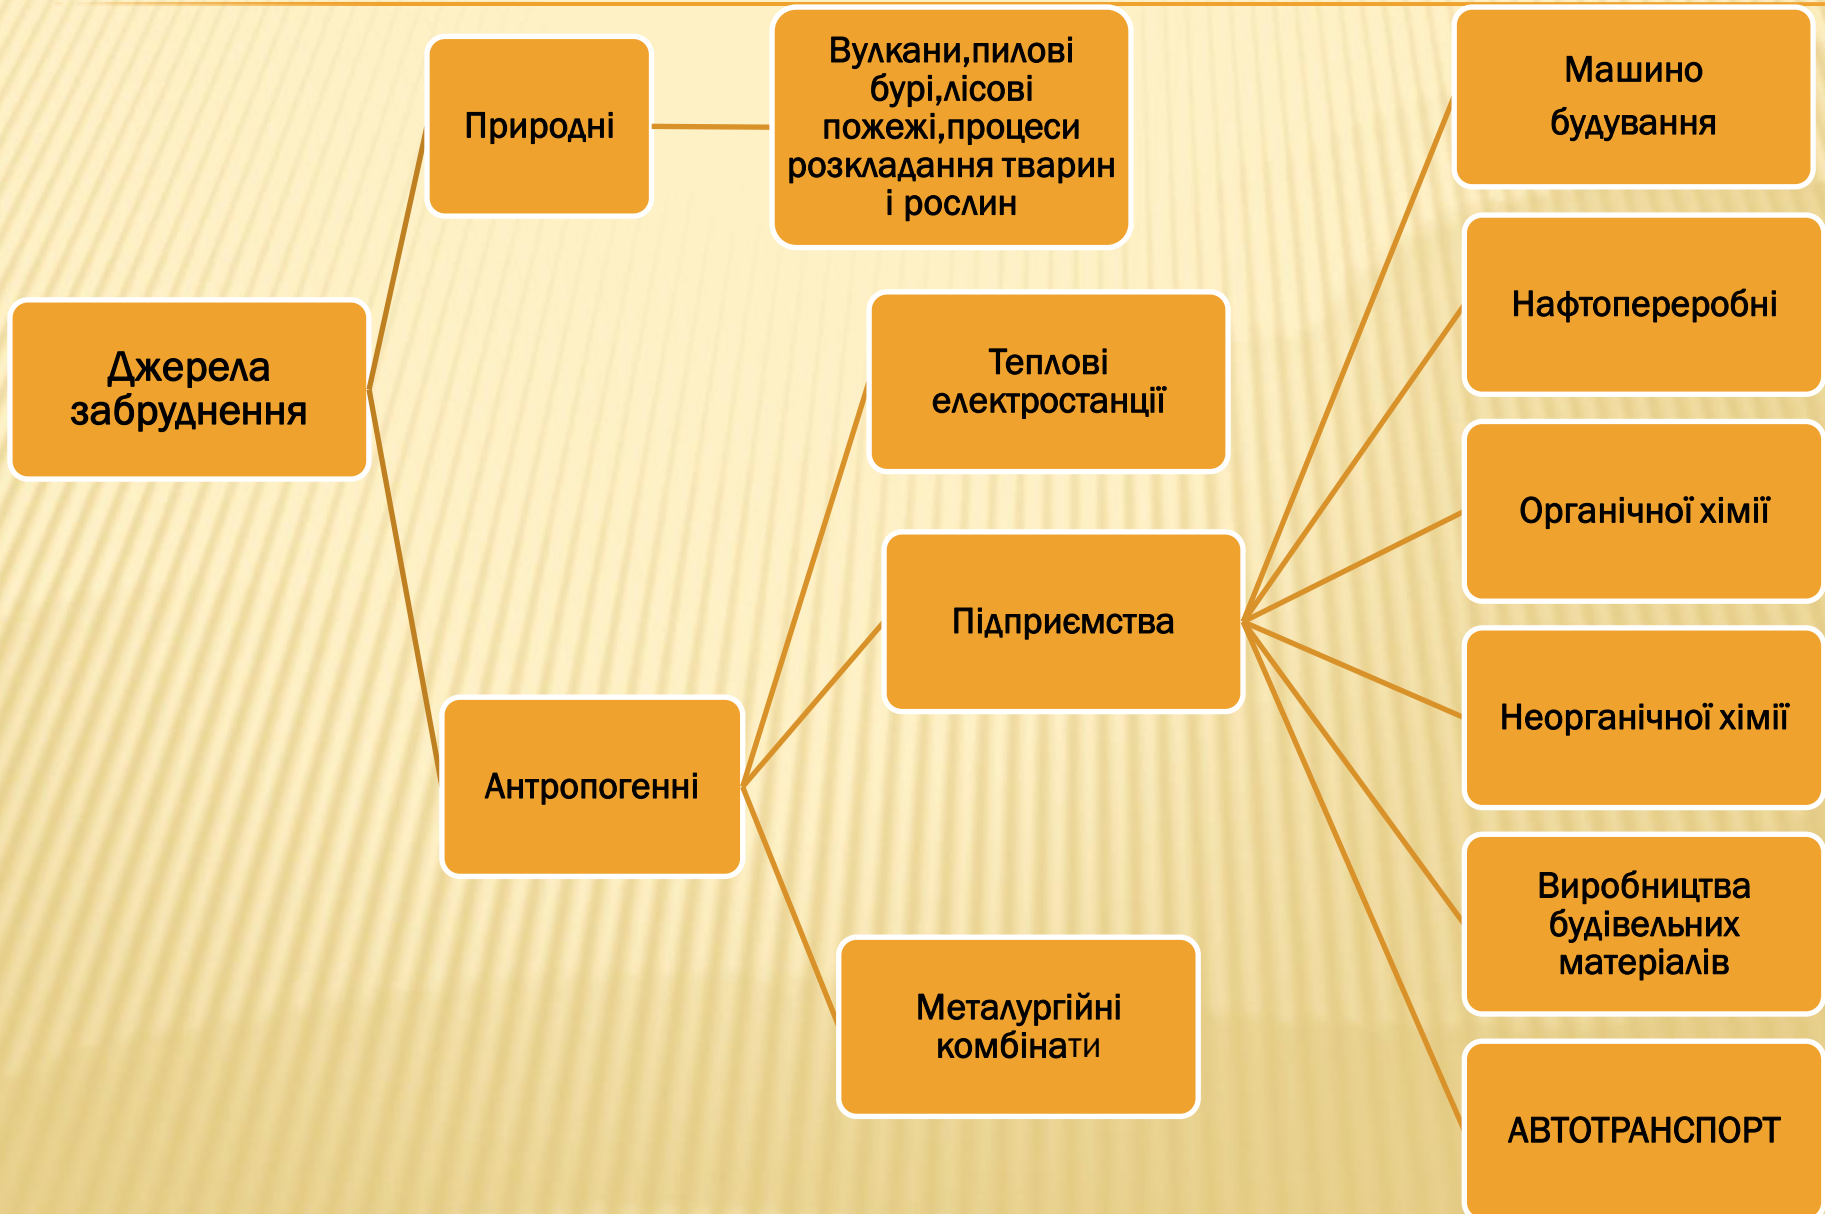 Джерела
забруднення
Природні
Вулкани,пилові
бурі,лісові
пожежі,процеси
розкладання тварин
і рослин
Антропогенні
Теплові
електростанції
Підприємства
Металургійні
комбінати
Машино
будування
Нафтопереробні
Органічної хімії
Неорганічної хімії
Виробництва
будівельних
матеріалів
АВТОТРАНСПОРТ